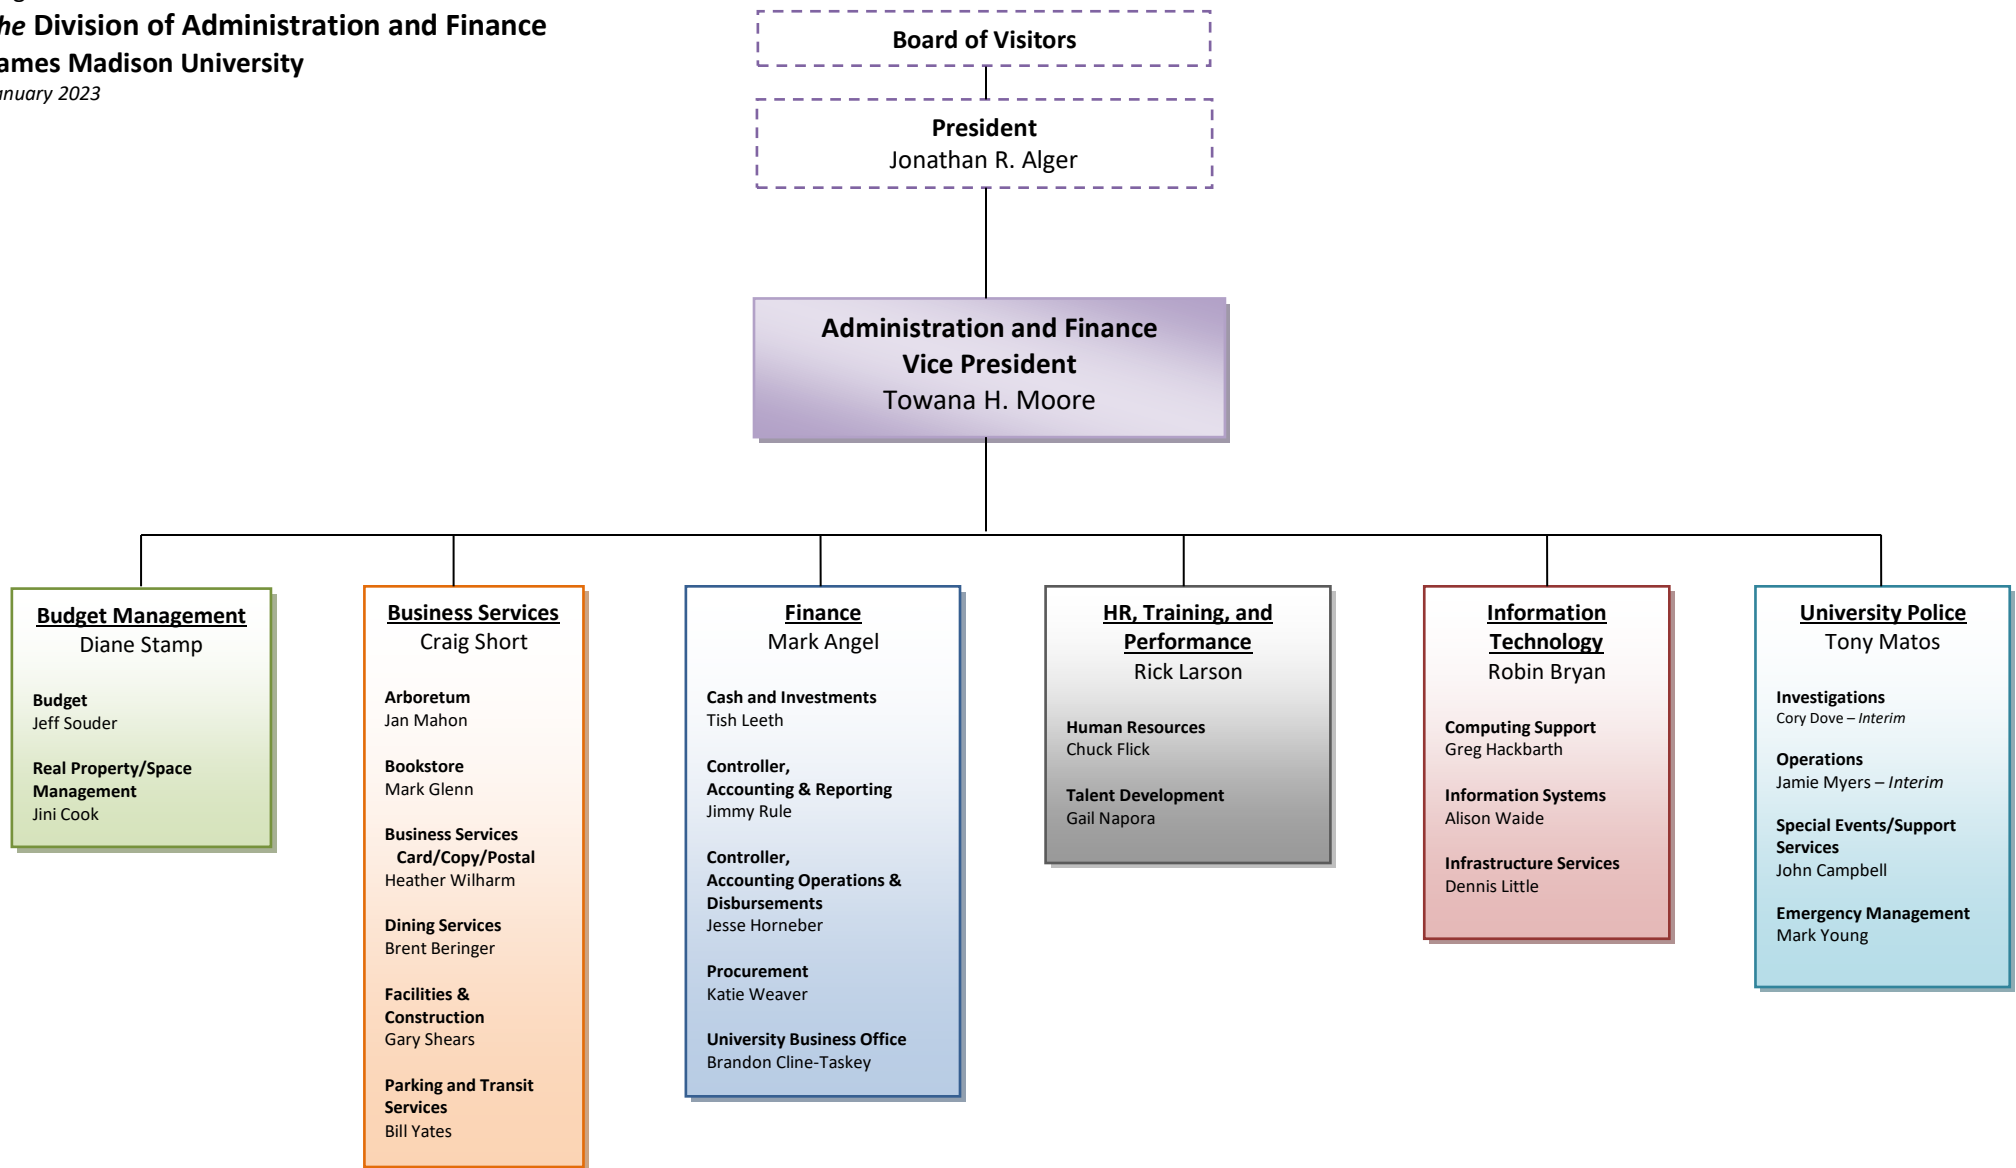 he Division of Administration and Finance
ames Madison University
anuary 2023
Board of Visitors
President
Jonathan R. Alger
Administration and Finance
Vice President
Towana H. Moore
Budget Management
Diane Stamp
Budget
Jeff Souder
Real Property/Space
Management
Jini Cook
Business Services
Craig Short
Arboretum
Jan Mahon
Bookstore
Mark Glenn
Business Services
Card/Copy/Postal
Heather Wilharm
Dining Services
Brent Beringer
Facilities &
Construction
Gary Shears
Parking and Transit
Services
Bill Yates
Finance
Mark Angel
Cash and Investments
Tish Leeth
Controller,
Accounting & Reporting
Jimmy Rule
Controller,
Accounting Operations &
Disbursements
Jesse Horneber
Procurement
Katie Weaver
University Business Office
Brandon Cline-Taskey
HR, Training, and
Performance
Rick Larson
Human Resources
Chuck Flick
Talent Development
Gail Napora
Information
Technology
Robin Bryan
Computing Support
Greg Hackbarth
Information Systems
Alison Waide
Infrastructure Services
Dennis Little
University Police
Tony Matos
Investigations
Cory Dove – Interim
Operations
Jamie Myers – Interim
Special Events/Support
Services
John Campbell
Emergency Management
Mark Young